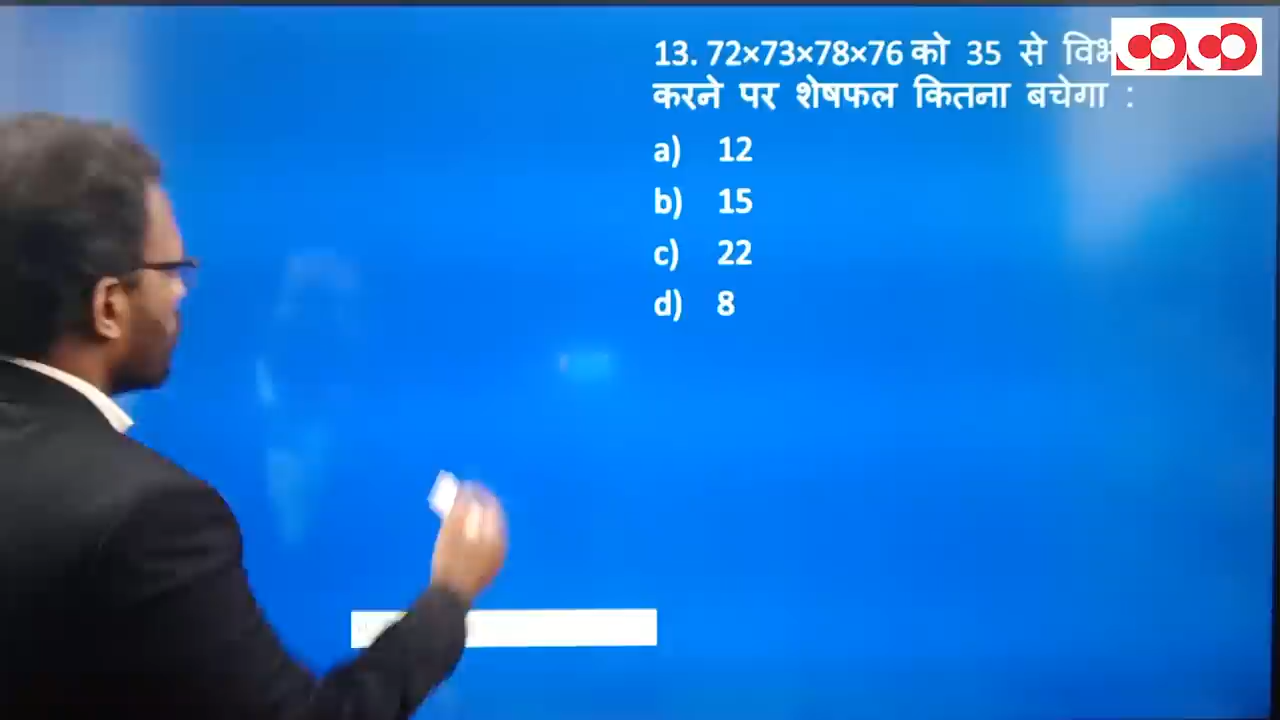 13. 72×73×78×76 को 35 से
करने पर शेषफल कितना बचेगा :
a) 12
b) 15
c) 22
d) 8